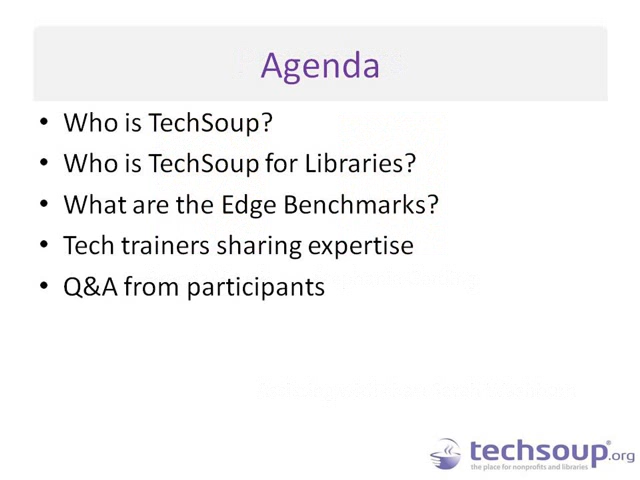 Agenda
• Who is TechSoup?
• Who is TechSoup for Libraries?
• What are the Edge Benchmarks?
• Tech trainers sharing expertise
• Q&A from participants
techsoup®.org
the place for nonprofits and libraries